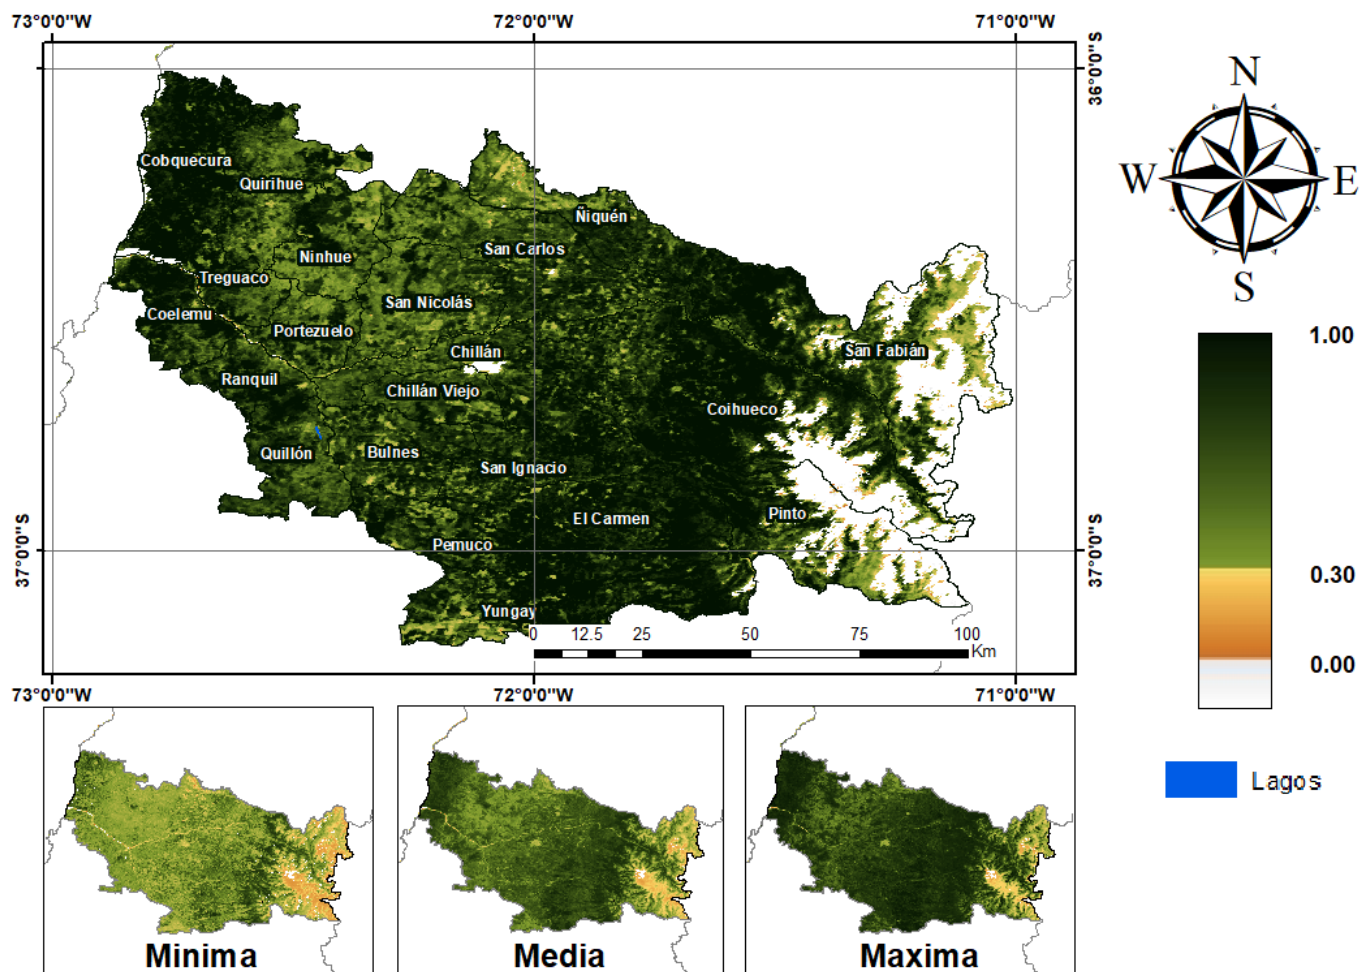 73°0'0"W 72°0'0"W 71°0'0"W
36°0'0"S
N
W E
S
Cobquecura
Quirihue
Ñiquén
San Carlos
Ninhue
Treguaco
San Nicolás
Coelemu
Portezuelo
Chillán
San Fabián
Ranquil
Chillán Viejo
Coihueco
Quillón
Bulnes
San Ignacio
El Carmen
Pinto
37°0'0"S 37°0'0"S
Pemuco
Yungay
0 12.5 25 50 75 100
Km
73°0'0"W 72°0'0"W 71°0'0"W
1.00
0.30
0.00
Lagos
Minima
Media
Maxima